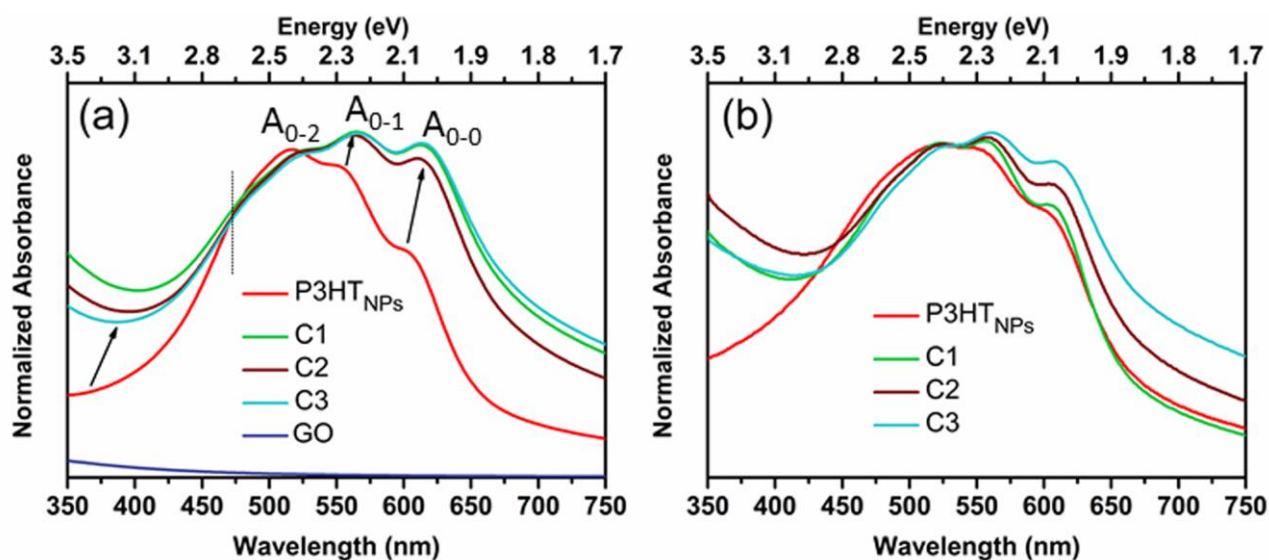 Energy (eV)
3.5 3.1 2.8 2.5 2.2 2.1 1.9 1.8 1.7
(a)
A0-2
A0-1
A0-0
P3HTNPs
C1
C2
C3
GO
Normalized Absorbance
350 400 450 500 550 600 650 700 750
Wavelength (nm)
Energy (eV)
3.5 3.1 2.8 2.5 2.2 2.1 1.9 1.8 1.7
(b)
P3HTNPs
C1
C2
C3
Normalized Absorbance
350 400 450 500 550 600 650 700 750
Wavelength (nm)